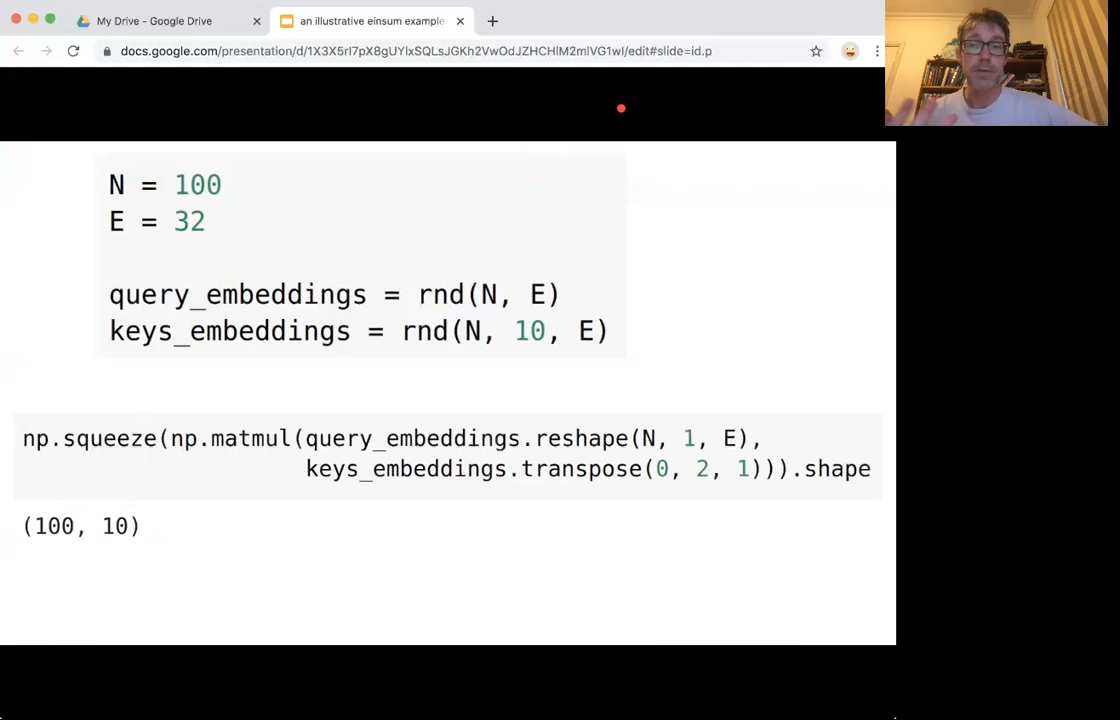 My Drive - Google Drive
an illustrative einsum example
docs.google.com/presentation/d/1X3X5rI7pX8gUYlxSQLsJGKh2VwOdJZHCHlM2mlVG1wI/edit#slide=id.p
N = 100
E = 32
query_embeddings = rnd(N, E)
keys_embeddings = rnd(N, 10, E)
np.squeeze(np.matmul(query_embeddings.reshape(N, 1, E),
keys_embeddings.transpose(0, 2, 1))).shape
(100, 10)